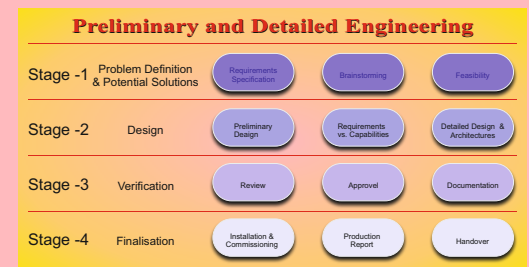 Preliminary and Detailed Engineering
Stage -1
Problem Definition
& Potential Solutions
Requirements
Specification
Brainstorming
Feasibility
Stage -2
Design
Preliminary
Deaign
Requirements
vs. Capabilities
Detailed Design &
Architectures
Stage -3
Verification
Review
Approvel
Documentation
Stage -4
Finalisation
Installation &
Commissioning
Production
Report
Handover